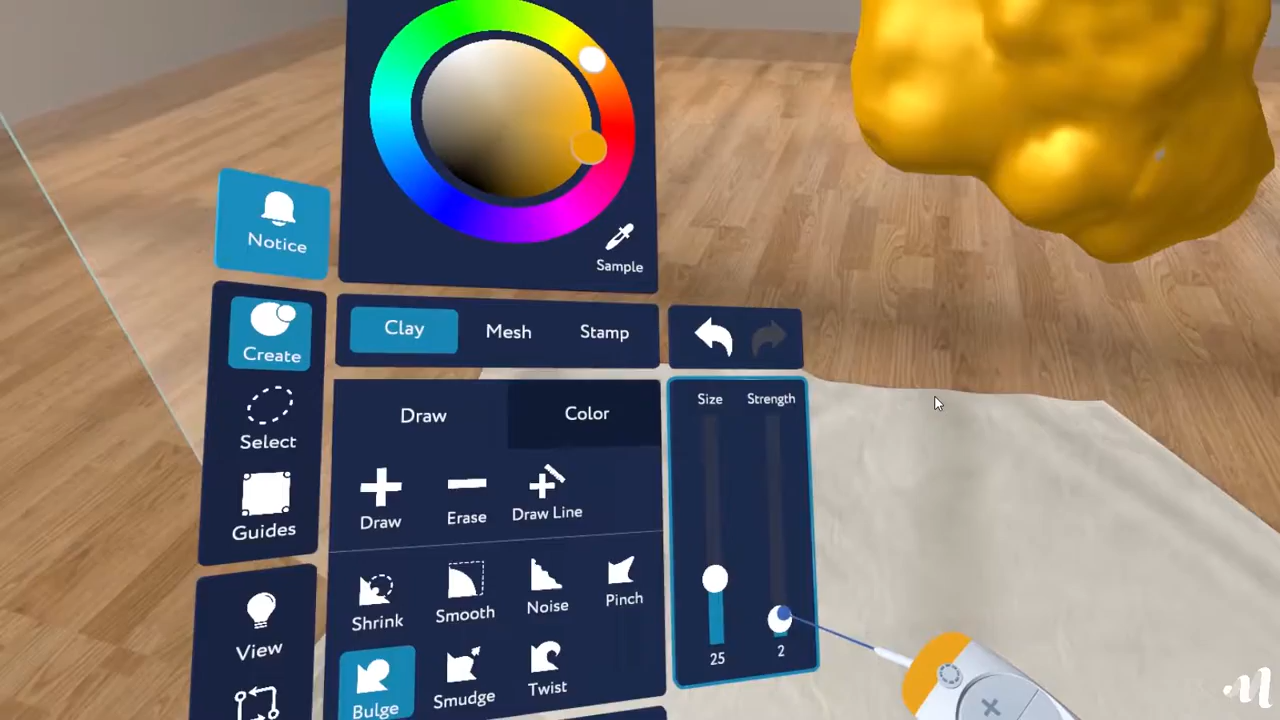 Sample
Notice
Clay Mesh Stamp
Create
Size Strength
Draw Color
Select
Draw Erase Draw Line
Guides
Shrink Smooth Noise Pinch
View
25 2
Bulge Smudge Twist